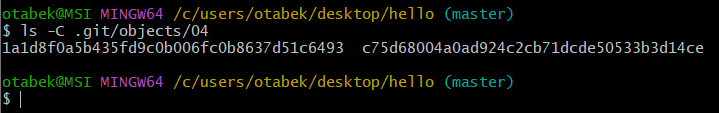 otabek@MSI MINGW64 /c/users/otabek/desktop/hello (master)
$ ls -C .git/objects/04
1a1d8f0a5b435fd9c0b006fc0b8637d51c6493  c75d68004a0ad924c2cb71dcde50533b3d14ce
otabek@MSI MINGW64 /c/users/otabek/desktop/hello (master)
$